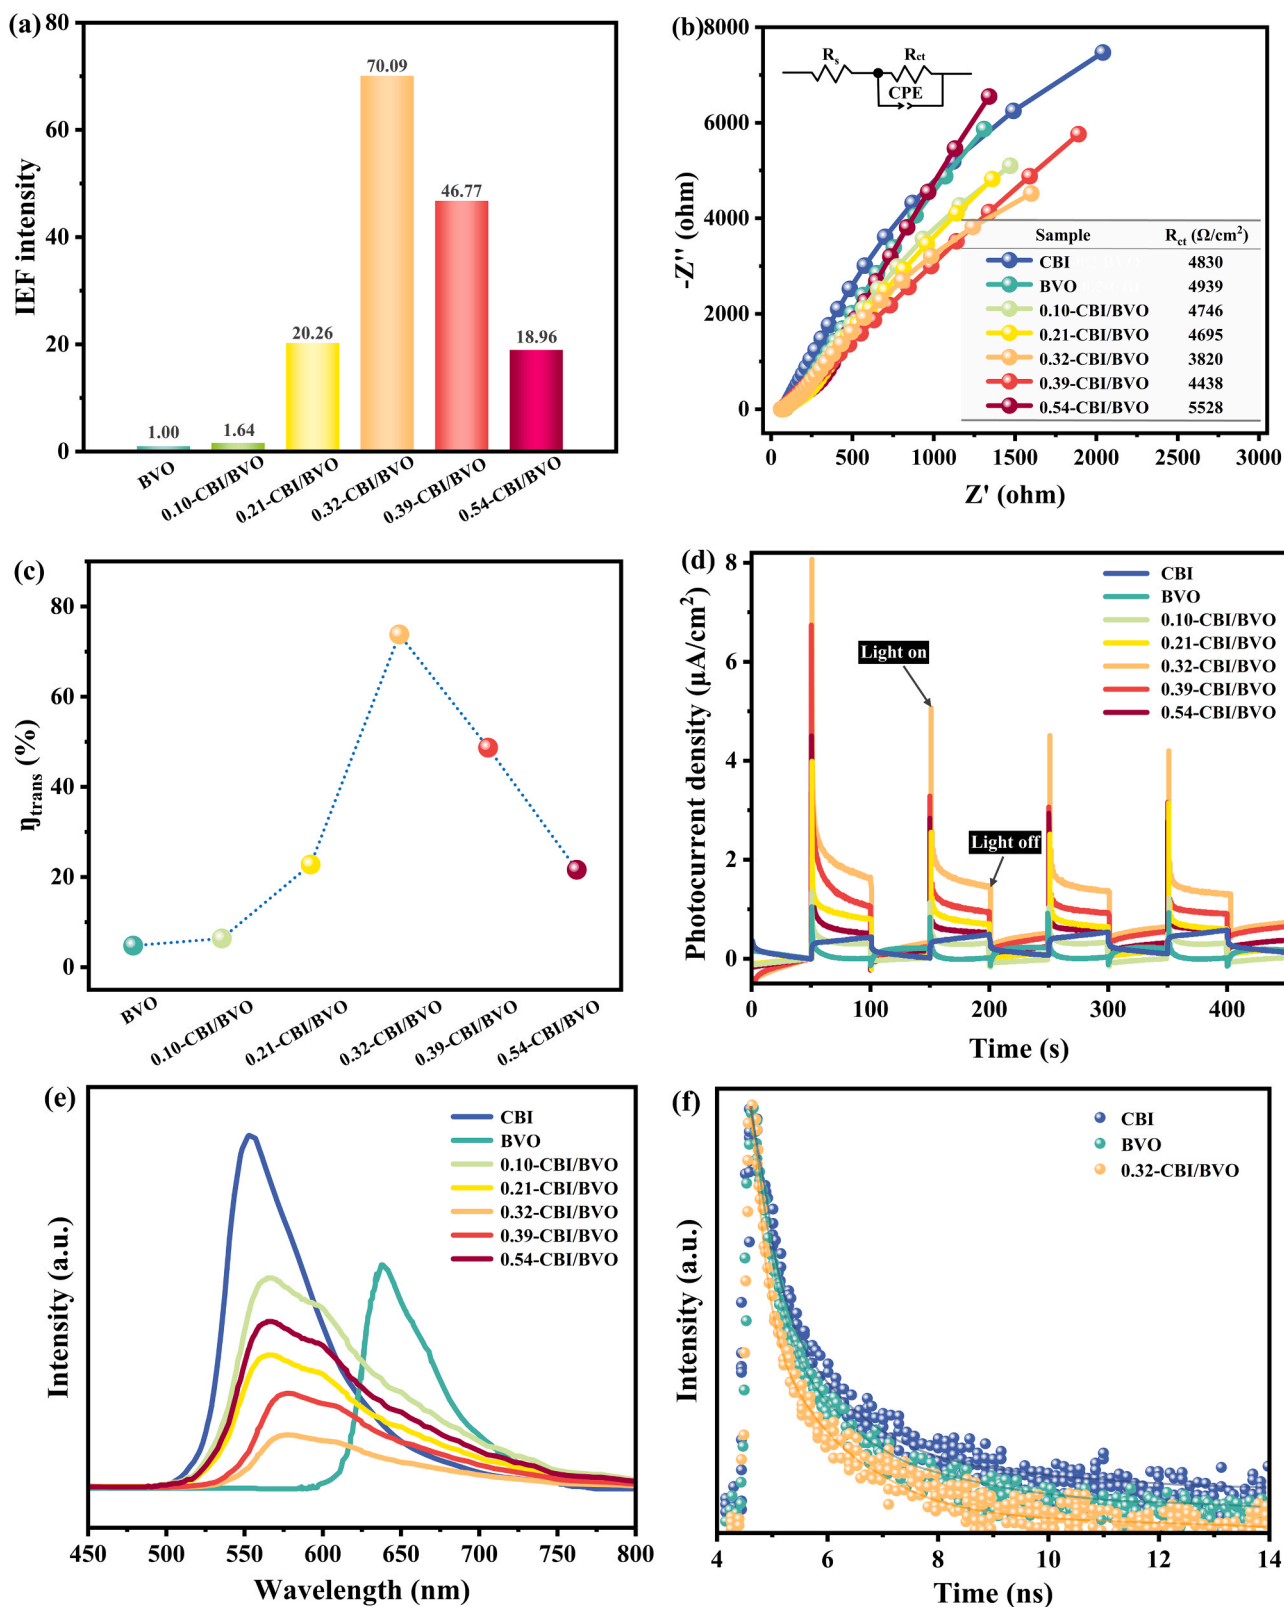 (a)
80
60
40
20
0
IEF intensity
1.00
1.64
20.26
70.09
46.77
18.96
BVO
0.10-CBI/BVO
0.21-CBI/BVO
0.32-CBI/BVO
0.39-CBI/BVO
0.54-CBI/BVO
(b)
8000
6000
4000
2000
0
-Z'' (ohm)
Rs
Rct
CPE
Sample Rct (Ω/cm²)
CBI 4830
BVO 4939
0.10-CBI/BVO 4746
0.21-CBI/BVO 4695
0.32-CBI/BVO 3820
0.39-CBI/BVO 4438
0.54-CBI/BVO 5528
0 500 1000 1500 2000 2500 3000
Z' (ohm)
(c)
80
60
40
20
0
ηtrans (%)
BVO
0.10-CBI/BVO
0.21-CBI/BVO
0.32-CBI/BVO
0.39-CBI/BVO
0.54-CBI/BVO
(d)
8
6
4
2
0
Photocurrent density (μA/cm²)
Light on
Light off
CBI
BVO
0.10-CBI/BVO
0.21-CBI/BVO
0.32-CBI/BVO
0.39-CBI/BVO
0.54-CBI/BVO
0 100 200 300 400
Time (s)
(e)
Intensity (a.u.)
CBI
BVO
0.10-CBI/BVO
0.21-CBI/BVO
0.32-CBI/BVO
0.39-CBI/BVO
0.54-CBI/BVO
450 500 550 600 650 700 750 800
Wavelength (nm)
(f)
Intensity (a.u.)
CBI
BVO
0.32-CBI/BVO
4 6 8 10 12 14
Time (ns)